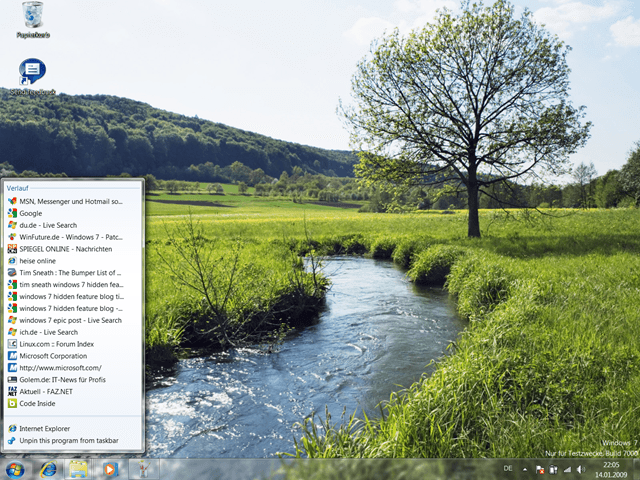 Papierkorb
Send feedback
Verlauf
MSN, Messenger und Hotmail so...
Google
du.de - Live Search
WinFuture.de - Windows 7 - Patc...
SPIEGEL ONLINE - Nachrichten
heise online
Tim Sneath : The Bumper List of ...
tim sneath windows 7 hidden fea...
windows 7 hidden feature blog ti...
windows 7 hidden feature blog -...
windows 7 epic post - Live Search
ich.de - Live Search
Linux.com :: Forum Index
Microsoft Corporation
http://www.microsoft.com/
Golem.de: IT-News für Profis
Aktuell - FAZ.NET
Code Inside
Internet Explorer
Unpin this program from taskbar
Windows 7
Nur für Testzwecke. Build 7000
DE
22:05
14.01.2009